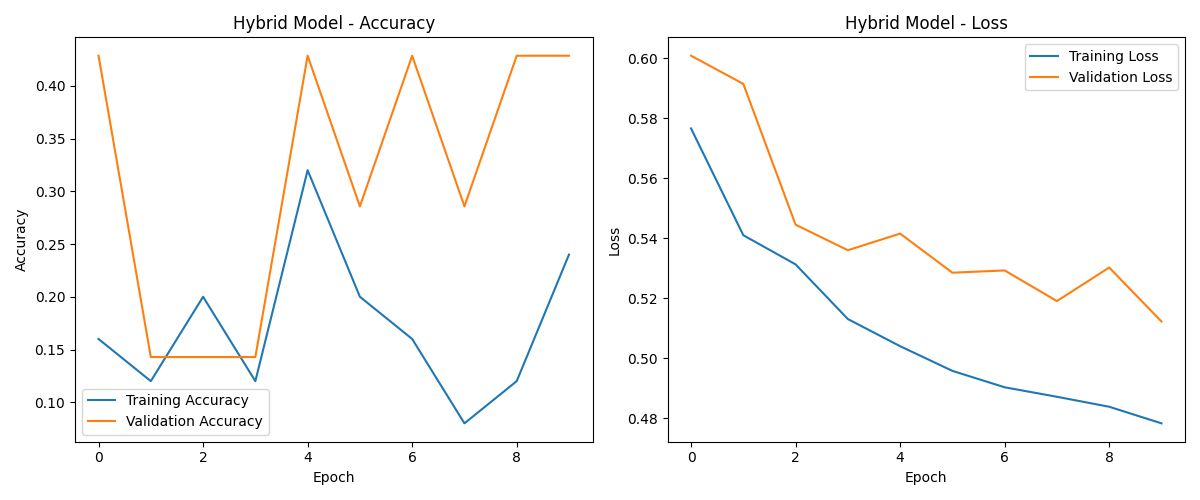 Hybrid Model - Accuracy
Accuracy
0.40
0.35
0.30
0.25
0.20
0.15
0.10
Training Accuracy
Validation Accuracy
0 2 4 6 8
Epoch
Hybrid Model - Loss
Loss
0.60
0.58
0.56
0.54
0.52
0.50
0.48
Training Loss
Validation Loss
0 2 4 6 8
Epoch